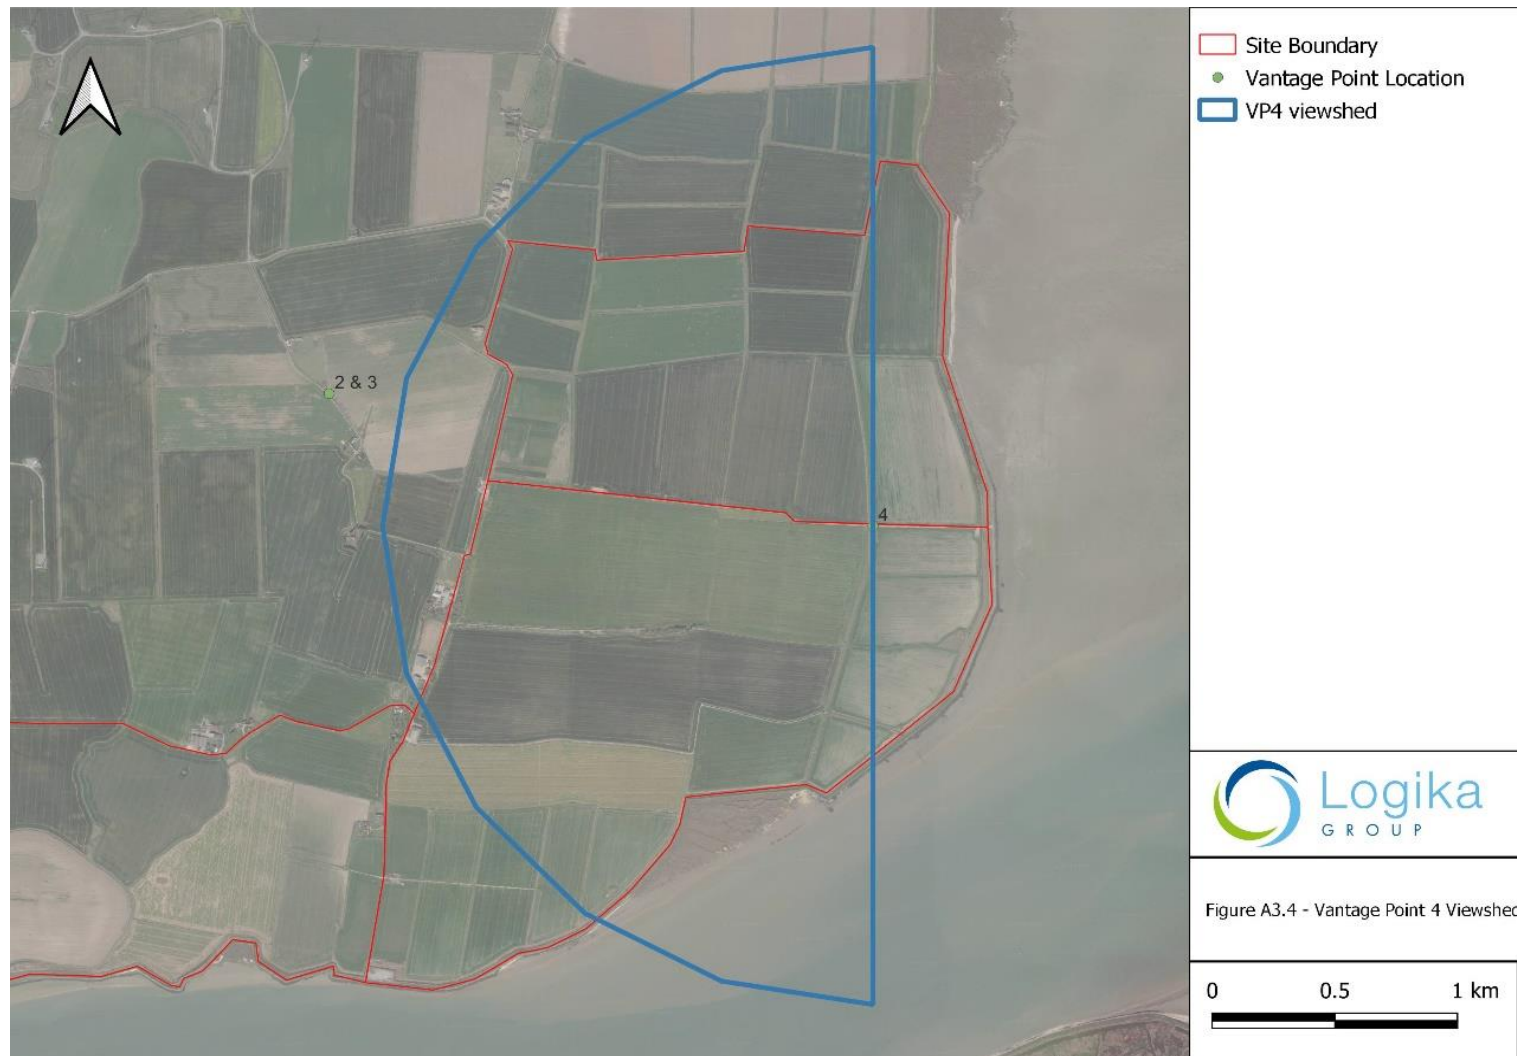 Site Boundary
Vantage Point Location
VP4 viewshed
2 & 3
4
Logika
GROUP
Figure A3.4 - Vantage Point 4 Viewshed
0 0.5 1 km